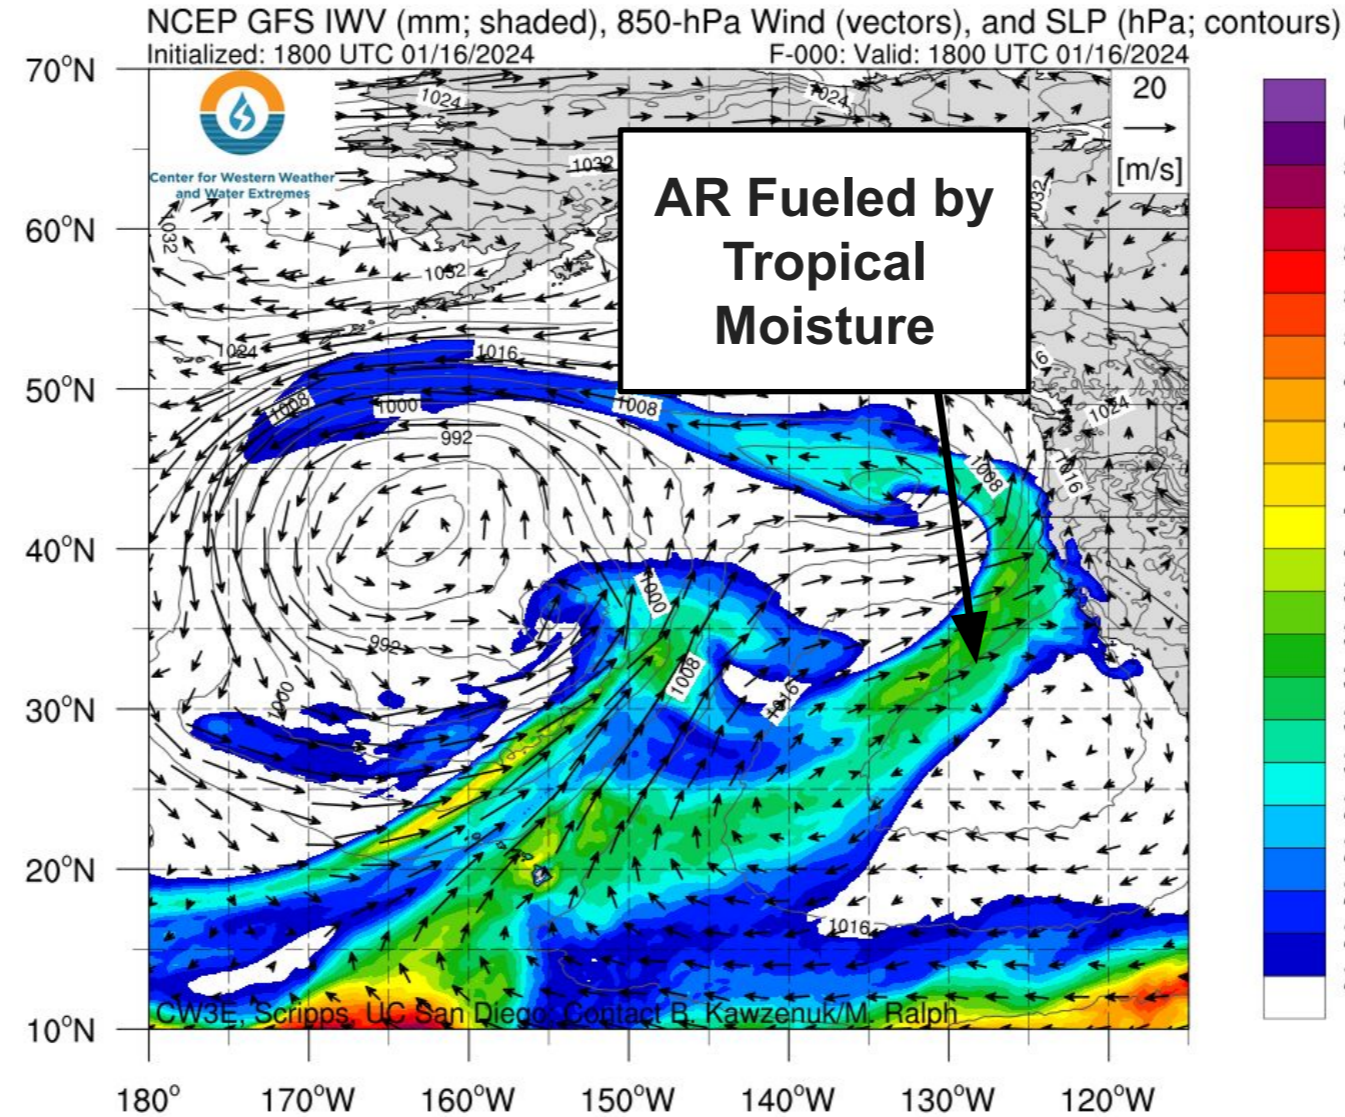 NCEP GFS IWV (mm; shaded), 850-hPa Wind (vectors), and SLP (hPa; contours)
Initialized: 1800 UTC 01/16/2024
F-000: Valid: 1800 UTC 01/16/2024
70°N
60°N
50°N
40°N
30°N
20°N
10°N
Center for Western Weather
and Water Extremes
20
[m/s]
AR Fueled by
Tropical
Moisture
1024
1024
1032
1032
1032
1032
1024
1016
1008
1000
1008
992
1024
1016
1008
1000
992
1008
1016
1000
1016
CW3E, Scripps, UC San Diego, Contact B. Kawzenuk/M. Ralph
180°
170°W
160°W
150°W
140°W
130°W
120°W